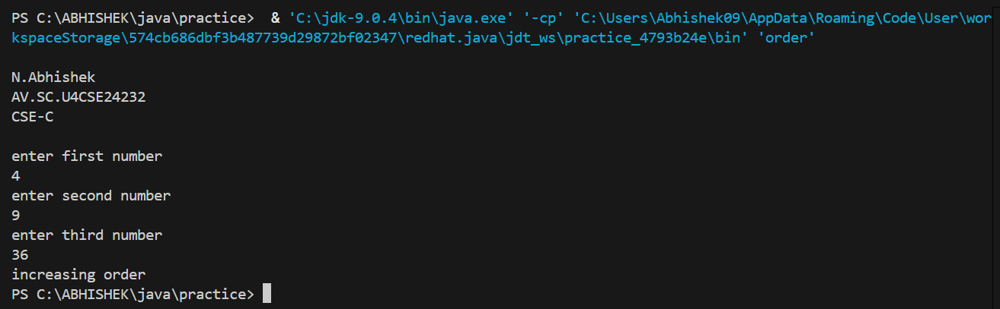 PS C:\ABHISHEK\java\practice>  & 'C:\jdk-9.0.4\bin\java.exe' '-cp' 'C:\Users\Abhishek09\AppData\Roaming\Code\User\wor
kspaceStorage\574cb686dbf3b487739d29872bf02347\redhat.java\jdt_ws\practice_4793b24e\bin' 'order'
N.Abhishek
AV.SC.U4CSE24232
CSE-C
enter first number
4
enter second number
9
enter third number
36
increasing order
PS C:\ABHISHEK\java\practice>